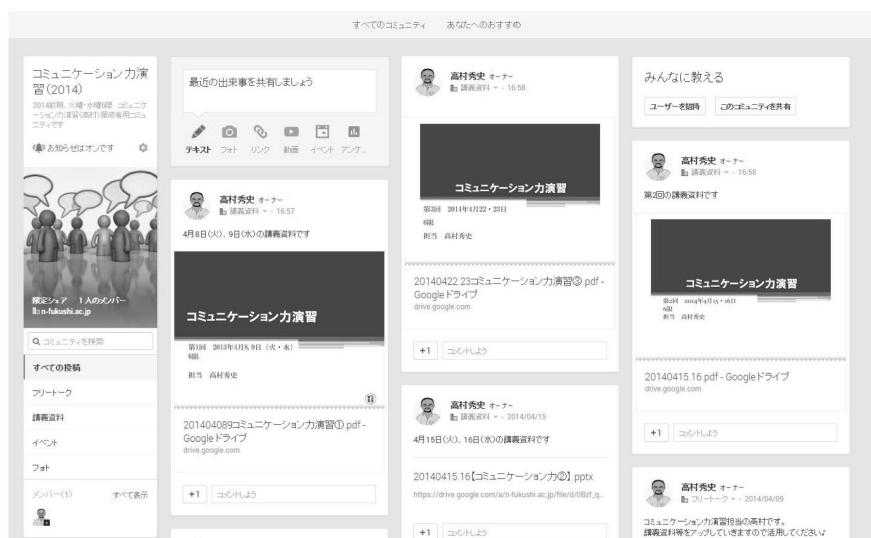 すべてのコミュニティ あなたへのおすすめ
コミュニケーション力演
習(2014)
2014前期、火曜・水曜6限 コミュニケ
ーション力演習(高村)履修者用コミュ
ニティです
お知らせはオンです
限定シェア 1 人のメンバー
n-fukushi.ac.jp
コミュニティを検索
すべての投稿
フリートーク
講義資料
イベント
フォト
メンバー(1) すべて表示
最近の出来事を共有しましょう
テキスト フォト リンク 動画 イベント アンケ...
高村秀史 オーナー
講義資料 - 16:57
4月8日(火)、9日(水)の講義資料です
コミュニケーション力演習
第1回 2013年4月8、9日(火・水)
6限
担当 高村秀史
201404089コミュニケーション力演習①.pdf -
Googleドライブ
drive.google.com
+1 コメントしよう
高村秀史 オーナー
講義資料 - 16:58
コミュニケーション力演習
第3回 2014年4月22・23日
6限
担当 高村秀史
20140422.23コミュニケーション力演習③.pdf -
Googleドライブ
drive.google.com
+1 コメントしよう
高村秀史 オーナー
講義資料 - 2014/04/15
4月15日(火)、16日(水)の講義資料です
20140415.16【コミュニケーション力②】.pptx
https://drive.google.com/a/n-fukushi.ac.jp/file/d/0Bzf_q...
+1 コメントしよう
みんなに教える
ユーザーを招待 このコミュニティを共有
高村秀史 オーナー
講義資料 - 16:58
第2回の講義資料です
コミュニケーション力演習
第2回 2014年4月15・16日
6限
担当 高村秀史
20140415.16.pdf - Googleドライブ
drive.google.com
+1 コメントしよう
高村秀史 オーナー
フリートーク - 2014/04/09
コミュニケーション力演習担当の高村です。
講義資料等をアップしていきますので活用してください♪